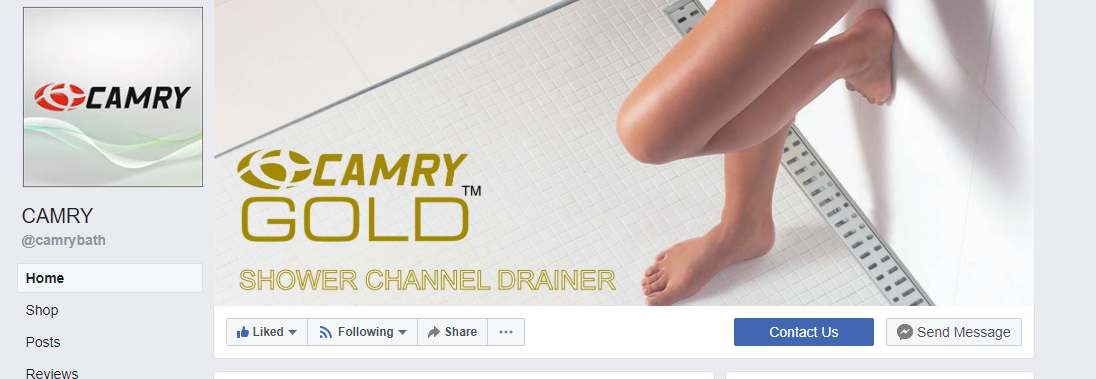 CAMRY
CAMRY
GOLD™
SHOWER CHANNEL DRAINER
CAMRY
@camrybath
Home
Shop
Posts
Reviews
Liked
Following
Share
Contact Us
Send Message